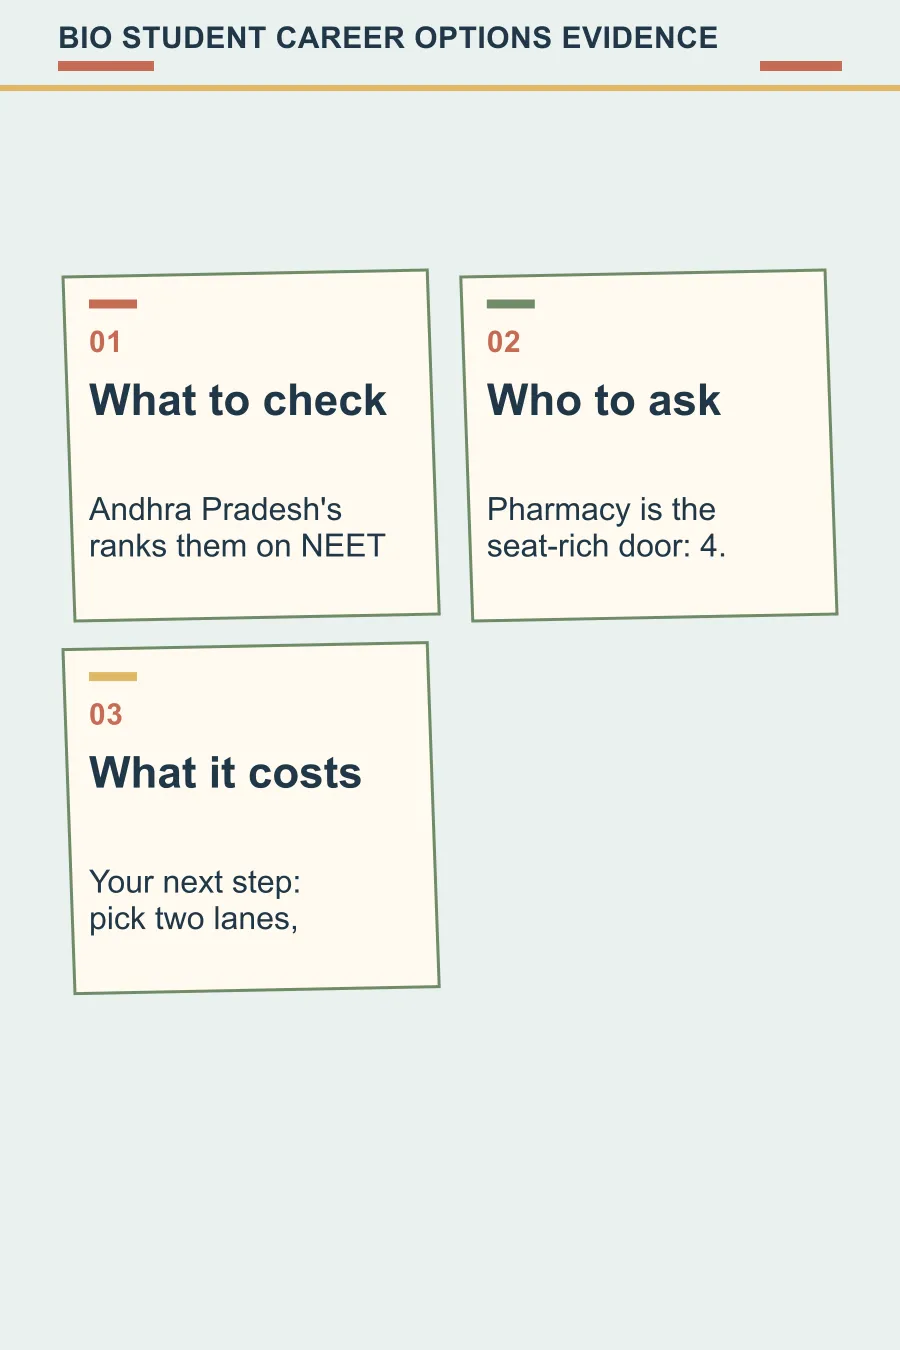 BIO STUDENT CAREER OPTIONS EVIDENCE
01
What to check
Andhra Pradesh's
ranks them on NEET
02
Who to ask
Pharmacy is the
seat-rich door: 4.
03
What it costs
Your next step:
pick two lanes,